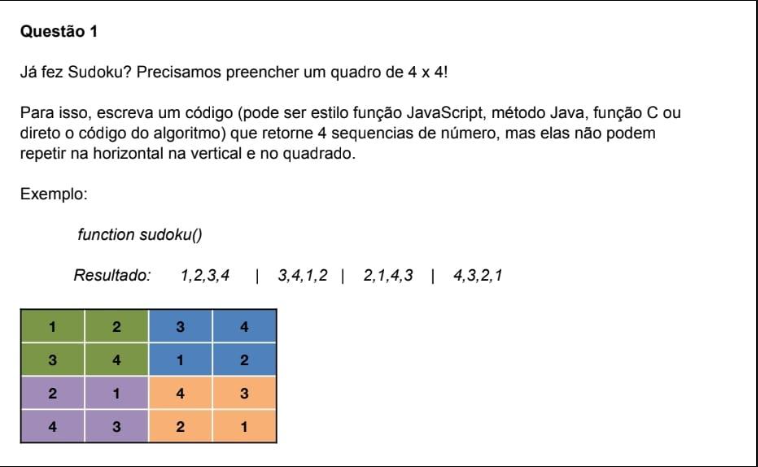 Questão 1
Já fez Sudoku? Precisamos preencher um quadro de 4 x 4!
Para isso, escreva um código (pode ser estilo função JavaScript, método Java, função C ou
direto o código do algoritmo) que retorne 4 sequencias de número, mas elas não podem
repetir na horizontal na vertical e no quadrado.
Exemplo:
function sudoku()
Resultado: 1,2,3,4 | 3,4,1,2 | 2,1,4,3 | 4,3,2,1
1 2 3 4
3 4 1 2
2 1 4 3
4 3 2 1